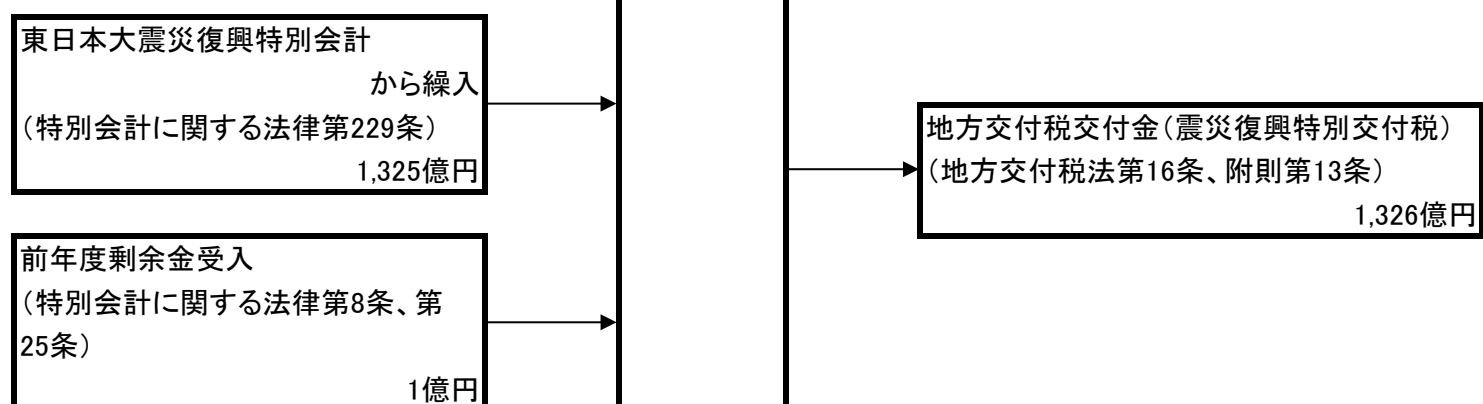 東日本大震災復興特別会計
から繰入
（特別会計に関する法律第229条）
1,325億円
前年度剰余金受入
（特別会計に関する法律第8条、第
25条）
1億円
地方交付税交付金（震災復興特別交付税）
（地方交付税法第16条、附則第13条）
1,326億円